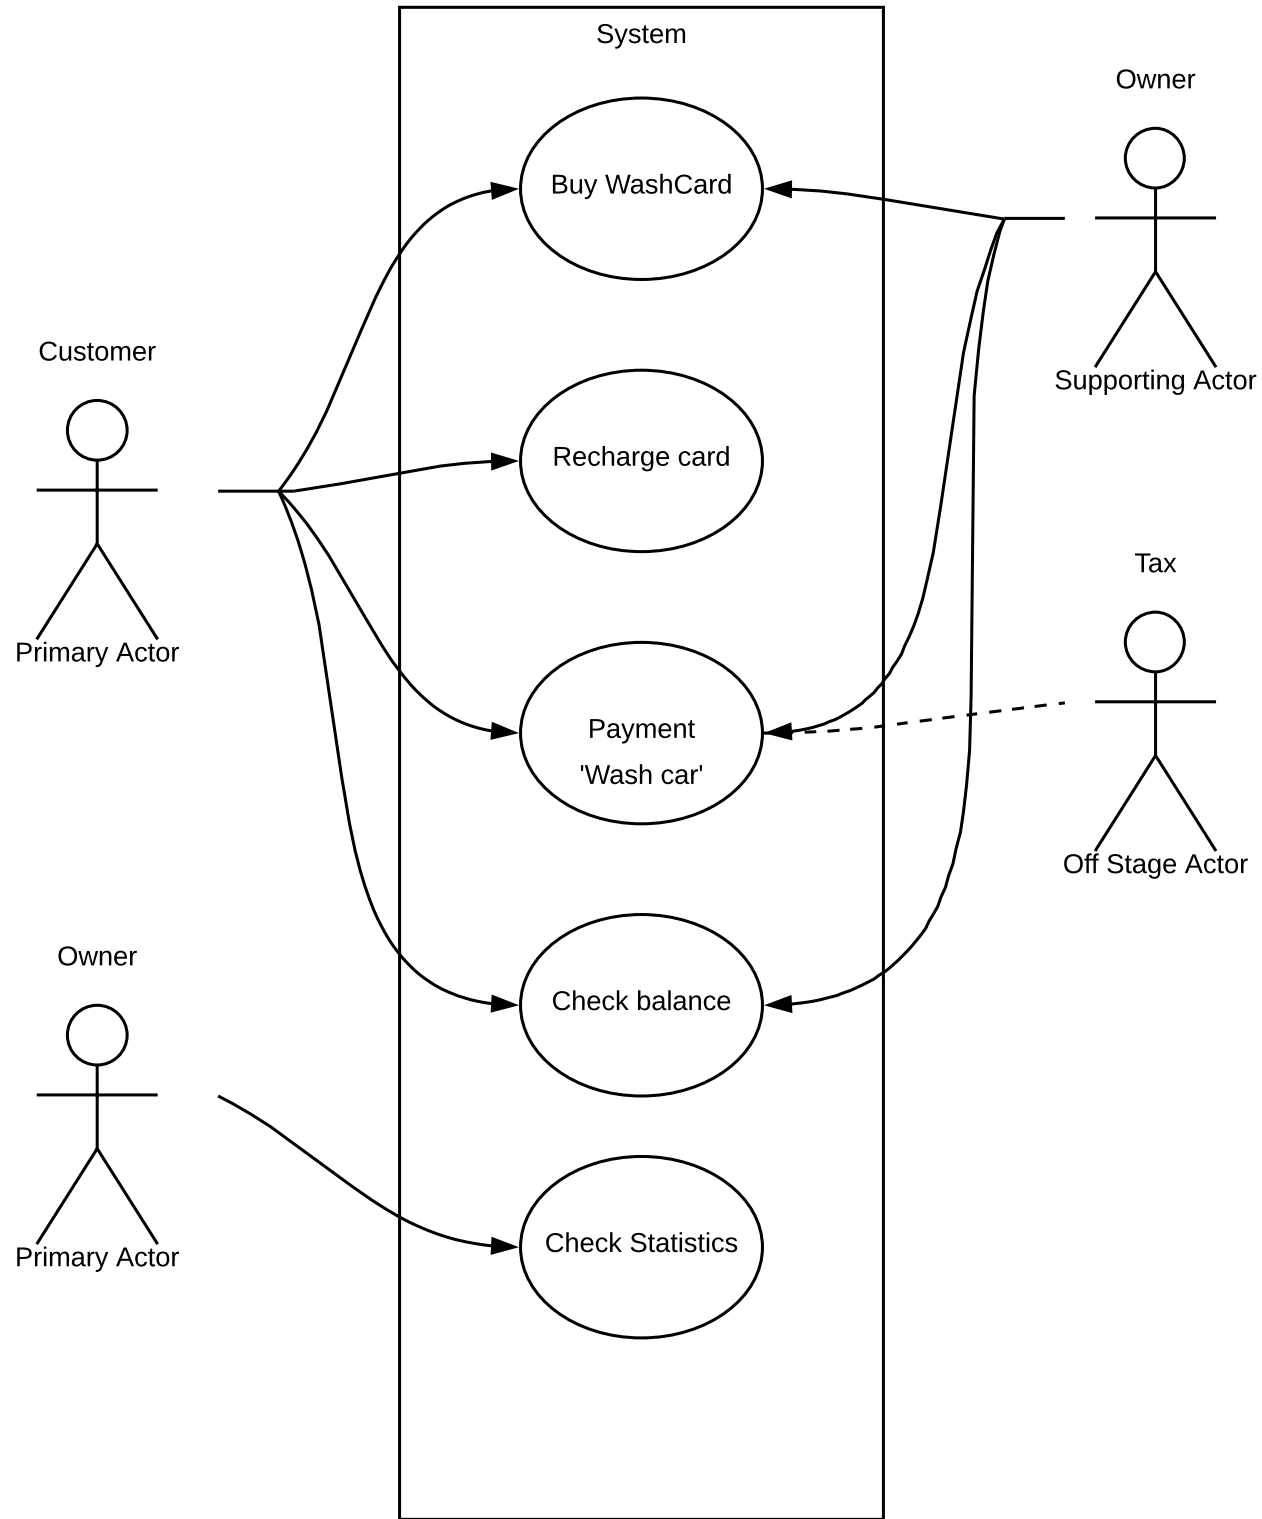 System
Owner
Buy WashCard
Customer
Supporting Actor
Recharge card
Tax
Primary Actor
Payment
'Wash car'
Off Stage Actor
Owner
Check balance
Check Statistics
Primary Actor